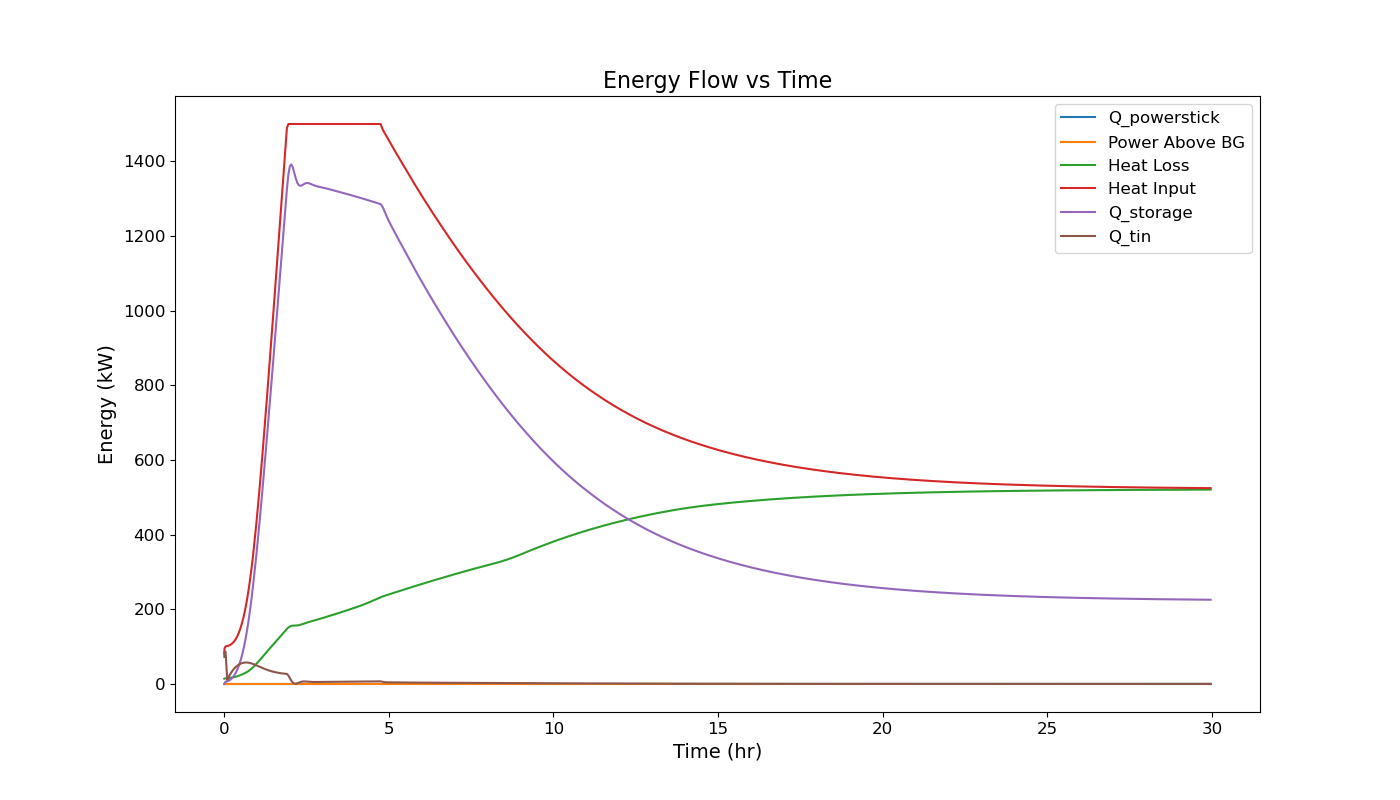 Energy Flow vs Time
Q_powerstick
Power Above BG
Heat Loss
Heat Input
Q_storage
Q_tin
Energy (kW)
1400
1200
1000
800
600
400
200
0
0 5 10 15 20 25 30
Time (hr)